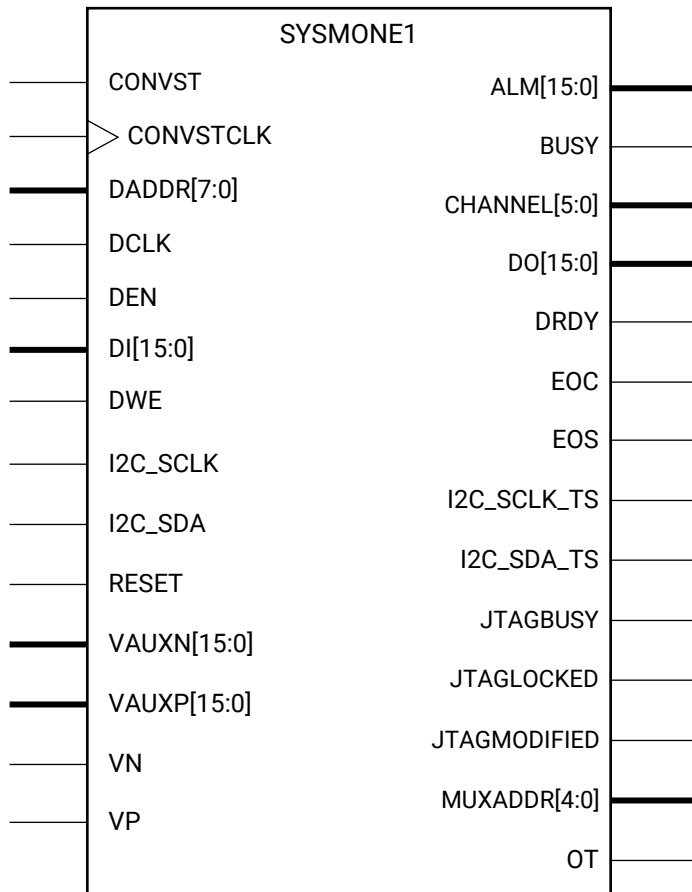 SYSMONE1
CONVST
CONVSTCLK
DADDR[7:0]
DCLK
DEN
DI[15:0]
DWE
I2C_SCLK
I2C_SDA
RESET
VAUXN[15:0]
VAUXP[15:0]
VN
VP
ALM[15:0]
BUSY
CHANNEL[5:0]
DO[15:0]
DRDY
EOC
EOS
I2C_SCLK_TS
I2C_SDA_TS
JTAGBUSY
JTAGLOCKED
JTAGMODIFIED
MUXADDR[4:0]
OT